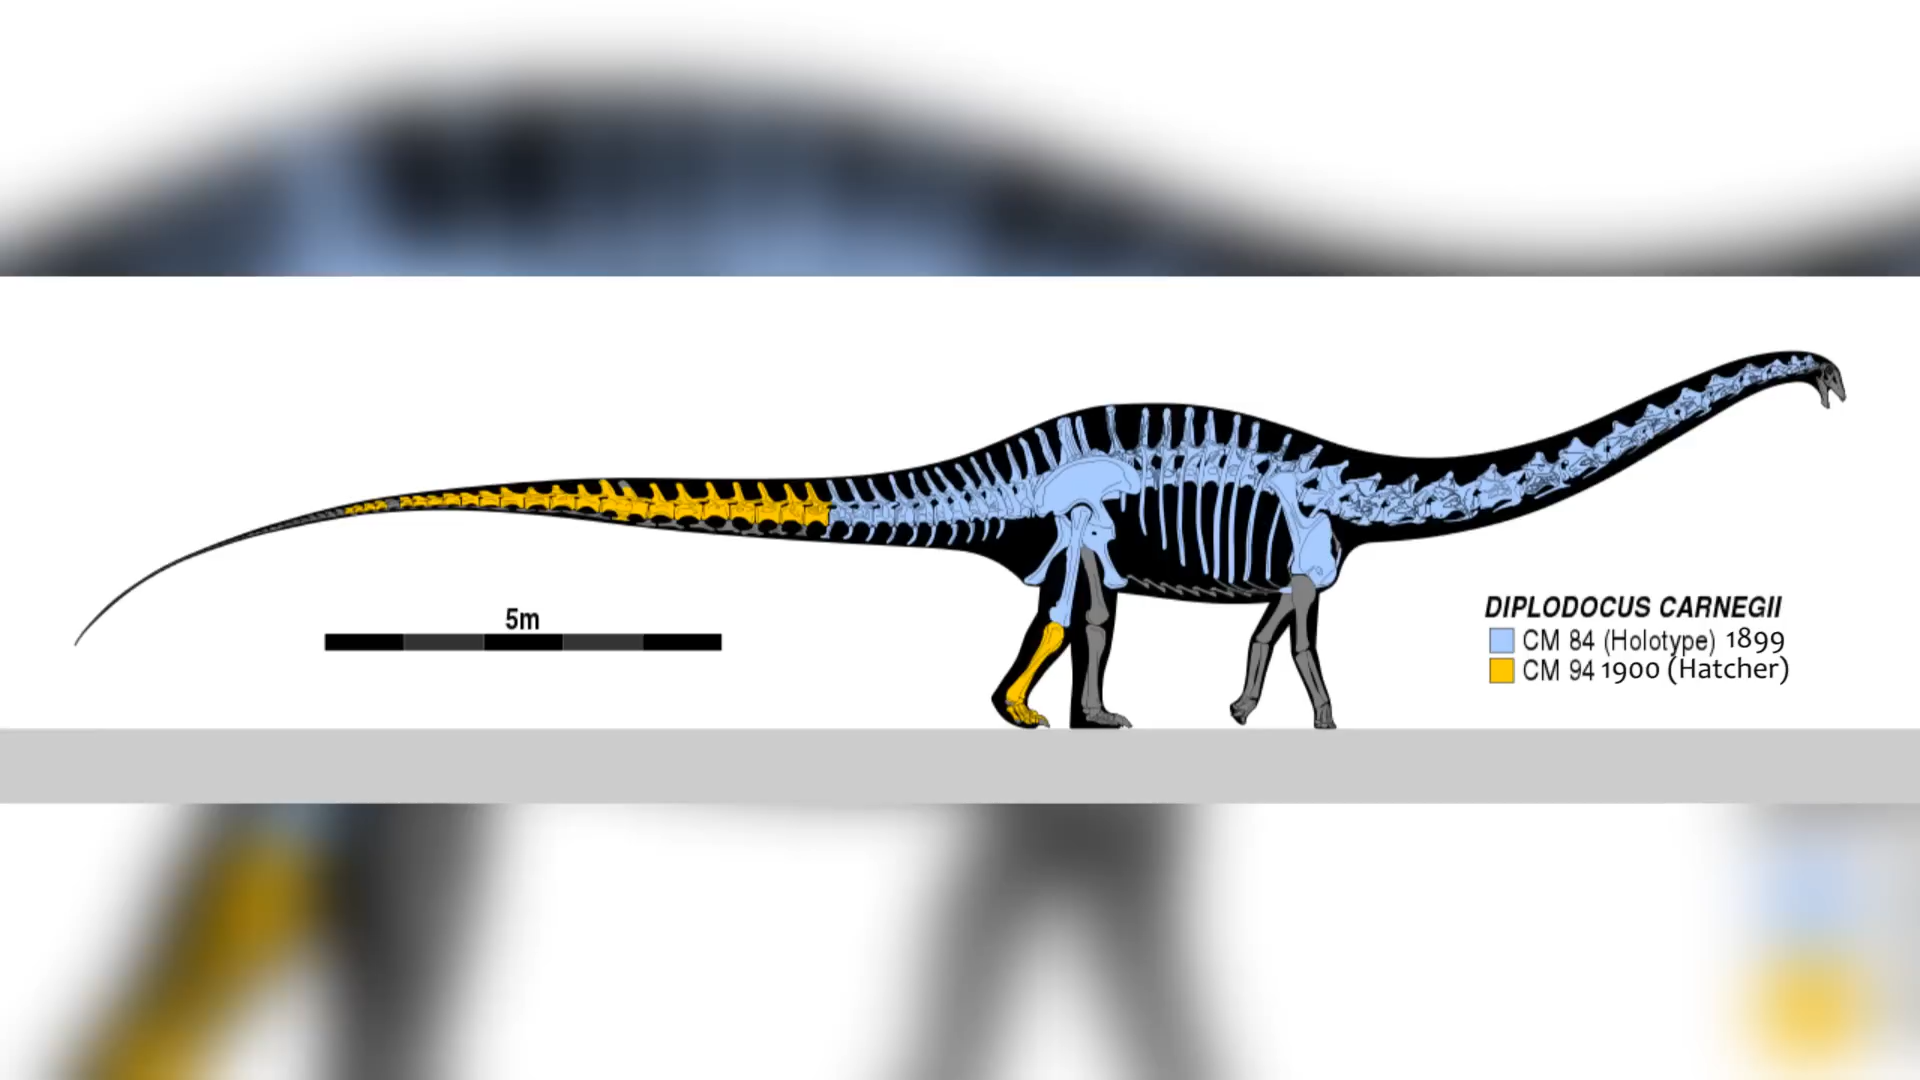 5m
DIPLODOCUS CARNEGII
CM 84 (Holotype) 1899
CM 94 1900 (Hatcher)